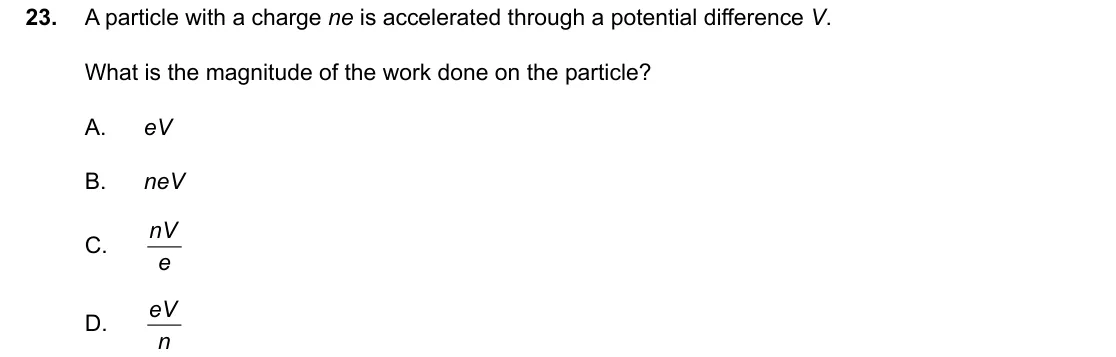 23. A particle with a charge ne is accelerated through a potential difference V.
What is the magnitude of the work done on the particle?
A. eV
B. neV
C. nV
e
D. eV
n